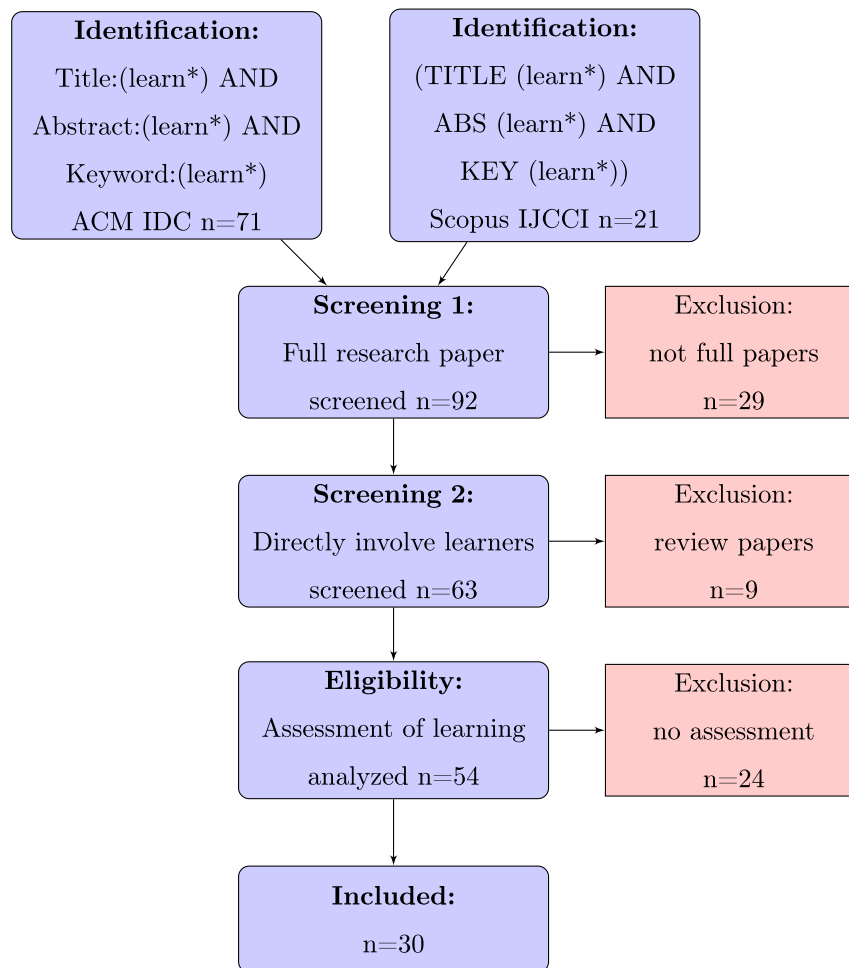 Identification:
Title:(learn*) AND
Abstract:(learn*) AND
Keyword:(learn*)
ACM IDC n=71
Identification:
(TITLE (learn*) AND
ABS (learn*) AND
KEY (learn*))
Scopus IJCCI n=21
Screening 1:
Full research paper
screened n=92
Exclusion:
not full papers
n=29
Screening 2:
Directly involve learners
screened n=63
Exclusion:
review papers
n=9
Eligibility:
Assessment of learning
analyzed n=54
Exclusion:
no assessment
n=24
Included:
n=30